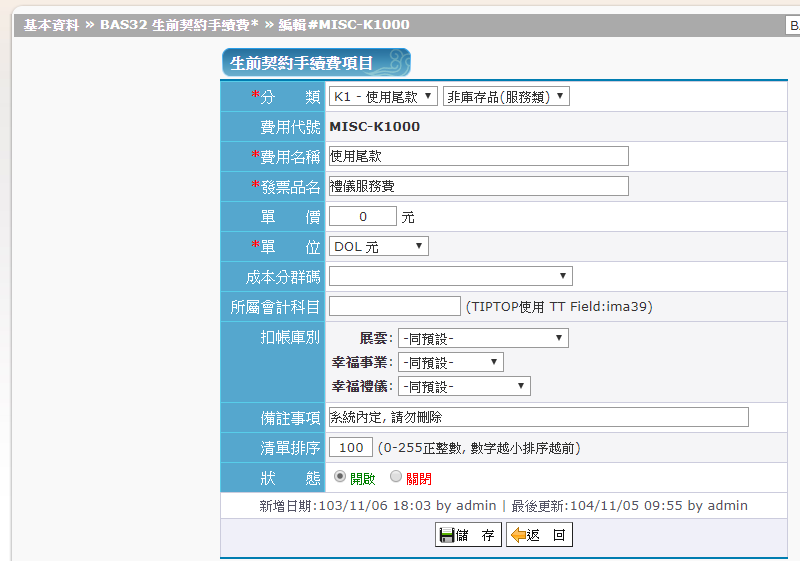 基本資料 » BAS32 生前契約手續費* » 編輯#MISC-K1000
生前契約手續費項目
*分　類 K1 - 使用尾款 非庫存品(服務類)
費用代號 MISC-K1000
*費用名稱 使用尾款
*發票品名 禮儀服務費
單　價 0 元
*單　位 DOL 元
成本分群碼
所屬會計科目 (TIPTOP使用 TT Field:ima39)
扣帳庫別 展雲: -同預設-
幸福事業: -同預設-
幸福禮儀: -同預設-
備註事項 系統內定, 請勿刪除
清單排序 100 (0-255正整數, 數字越小排序越前)
狀　態 開啟 關閉
新增日期:103/11/06 18:03 by admin | 最後更新:104/11/05 09:55 by admin
儲　存 返　回